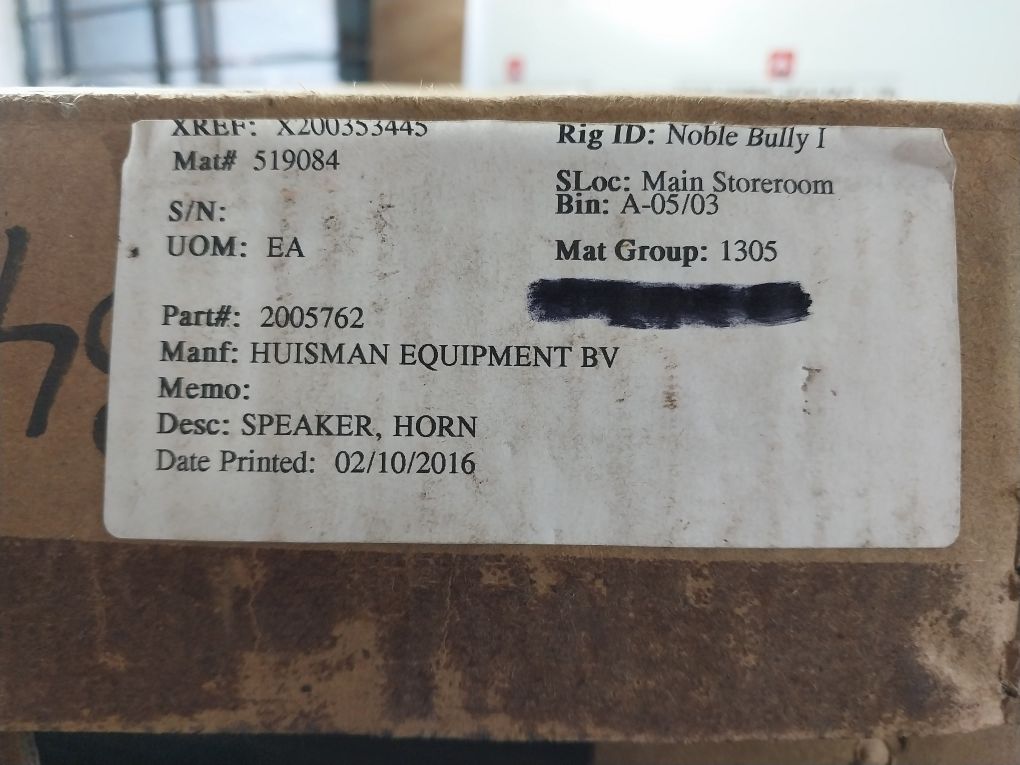 XREF: X200353445
Mat# 519084
S/N:
UOM: EA
Part#: 2005762
Manf: HUISMAN EQUIPMENT BV
Memo:
Desc: SPEAKER, HORN
Date Printed: 02/10/2016
Rig ID: Noble Bully I
SLoc: Main Storeroom
Bin: A-05/03
Mat Group: 1305